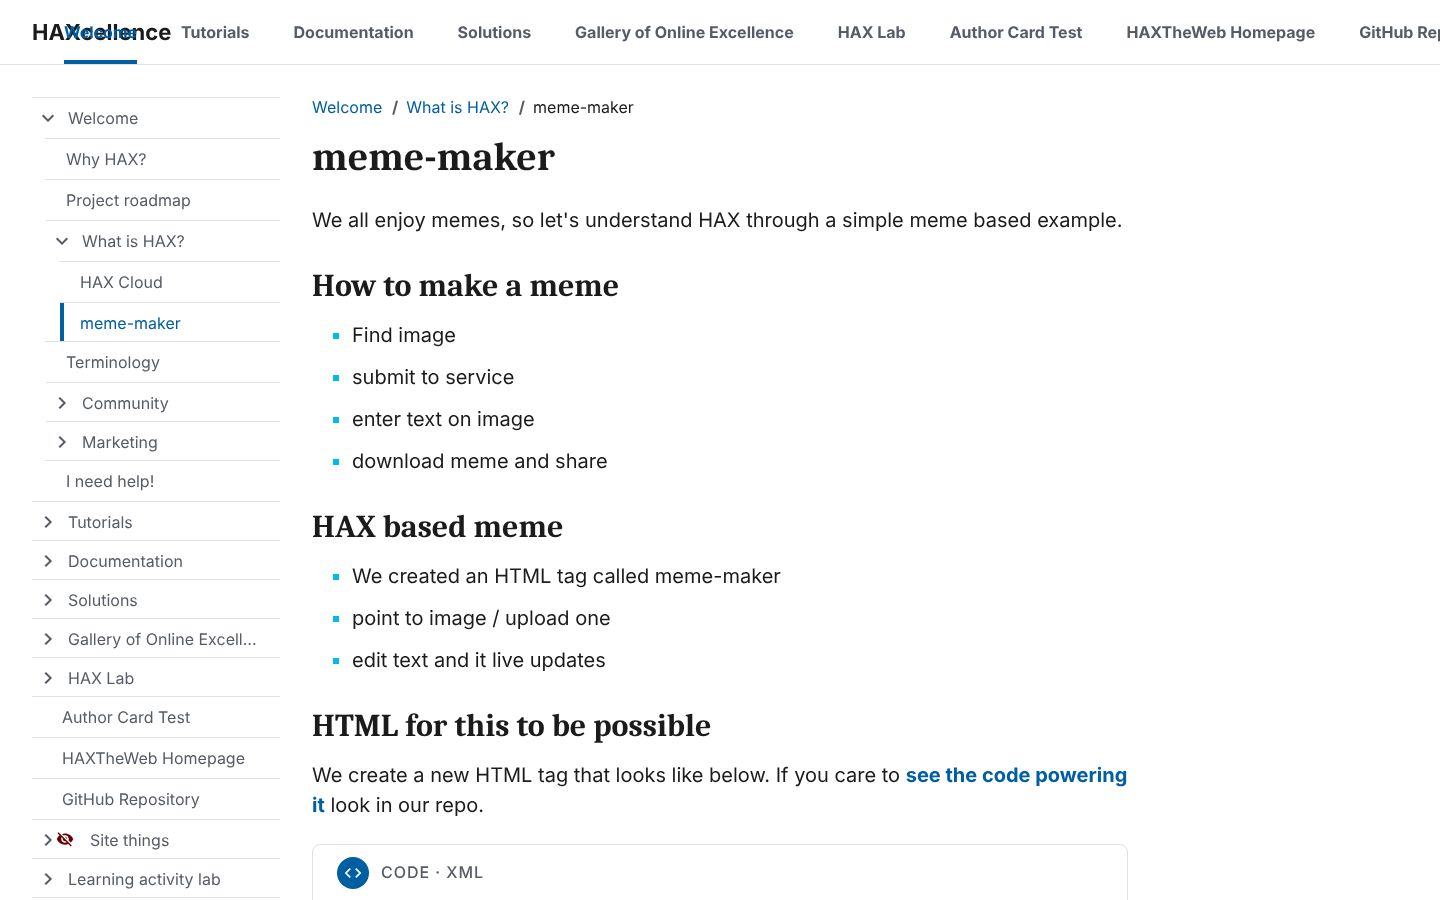 HAXcellence
Welcome
Tutorials
Documentation
Solutions
Gallery of Online Excellence
HAX Lab
Author Card Test
HAXTheWeb Homepage
GitHub Rep
Welcome
Why HAX?
Project roadmap
What is HAX?
HAX Cloud
meme-maker
Terminology
Community
Marketing
I need help!
Tutorials
Documentation
Solutions
Gallery of Online Excell...
HAX Lab
Author Card Test
HAXTheWeb Homepage
GitHub Repository
Site things
Learning activity lab
Welcome / What is HAX? / meme-maker
meme-maker
We all enjoy memes, so let's understand HAX through a simple meme based example.
How to make a meme
Find image
submit to service
enter text on image
download meme and share
HAX based meme
We created an HTML tag called meme-maker
point to image / upload one
edit text and it live updates
HTML for this to be possible
We create a new HTML tag that looks like below. If you care to see the code powering
it look in our repo.
CODE · XML